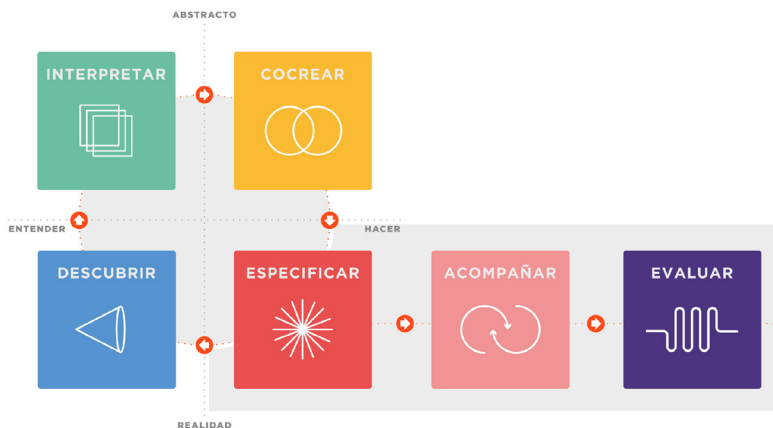 ABSTRACTO
INTERPRETAR
COCREAR
ENTENDER
HACER
DESCUBRIR
ESPECIFICAR
ACOMPAÑAR
EVALUAR
REALIDAD